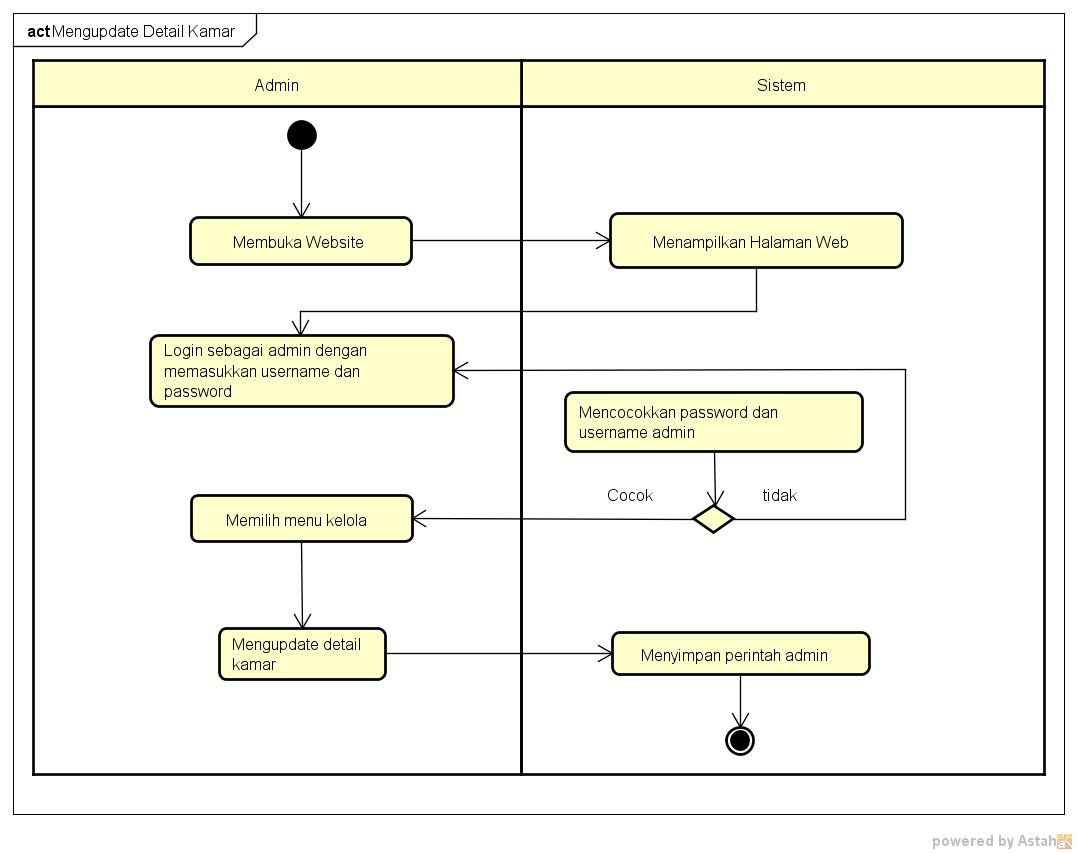 act Mengupdate Detail Kamar
Admin
Sistem
Membuka Website
Menampilkan Halaman Web
Login sebagai admin dengan
memasukkan username dan
password
Mencocokkan password dan
username admin
Cocok
tidak
Memilih menu kelola
Mengupdate detail
kamar
Menyimpan perintah admin
powered by Astah